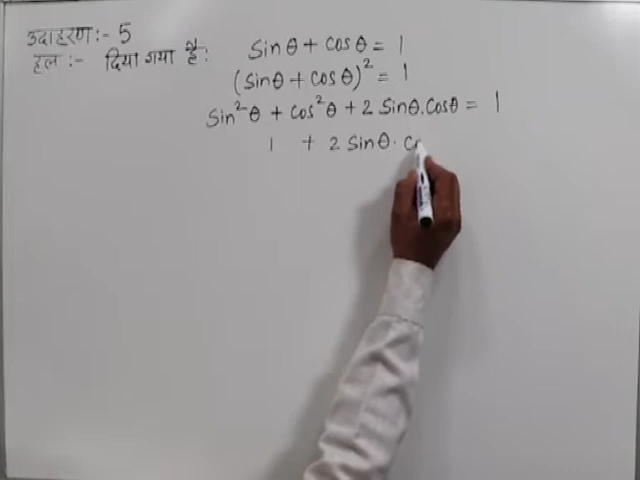 उदाहरण:- 5
हल:- दिया गया है: Sinθ + cosθ = 1
(Sinθ + cosθ)² = 1
Sin²θ + cos²θ + 2 Sinθ.cosθ = 1
1 + 2 Sinθ. co